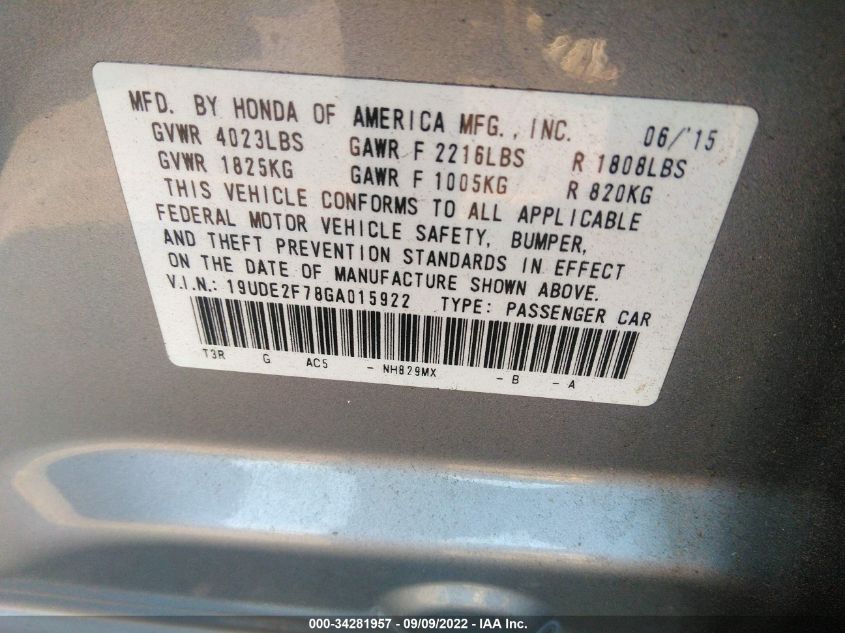 MFD. BY HONDA OF AMERICA MFG., INC. 06/'15
GVWR 4023LBS GAWR F 2216LBS R 1808LBS
GVWR 1825KG GAWR F 1005KG R 820KG
THIS VEHICLE CONFORMS TO ALL APPLICABLE
FEDERAL MOTOR VEHICLE SAFETY, BUMPER,
AND THEFT PREVENTION STANDARDS IN EFFECT
ON THE DATE OF MANUFACTURE SHOWN ABOVE.
V.I.N.: 19UDE2F78GA015922 TYPE: PASSENGER CAR
T3R G AC5 - NH829MX - B - A
000-34281957 - 09/09/2022 - IAA Inc.